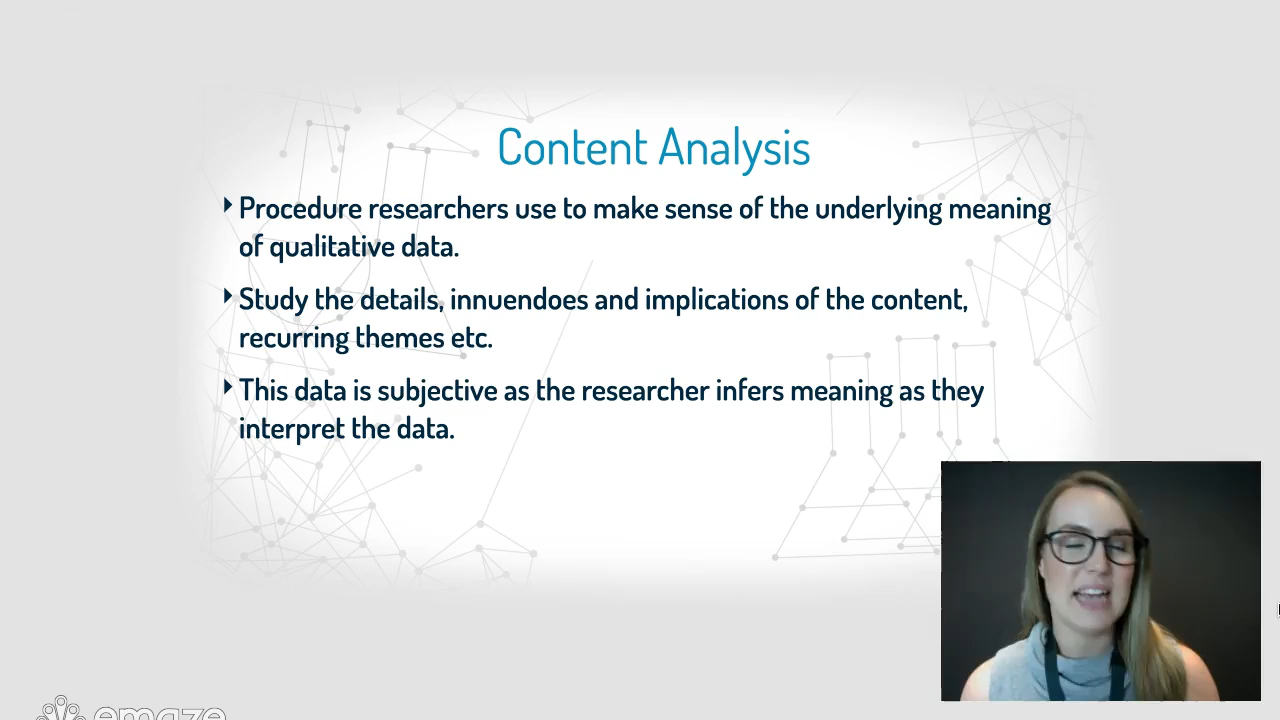 Content Analysis
Procedure researchers use to make sense of the underlying meaning
of qualitative data.
Study the details, innuendoes and implications of the content,
recurring themes etc.
This data is subjective as the researcher infers meaning as they
interpret the data.
emaze